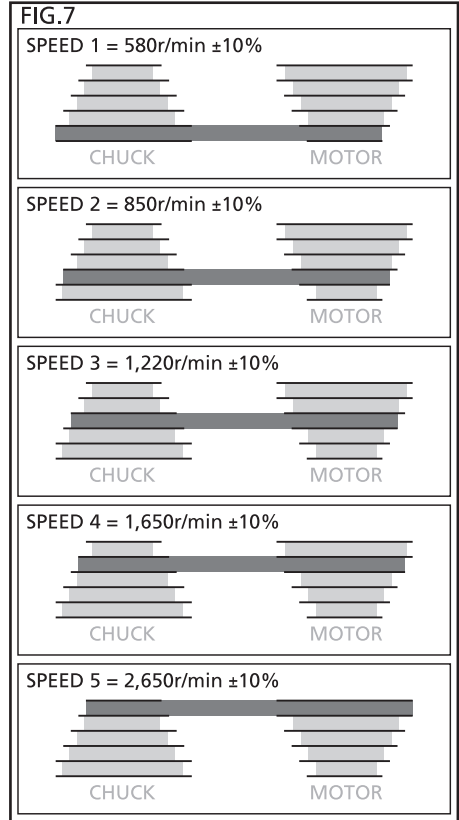 FIG.7
SPEED 1 = 580r/min ±10%
CHUCK MOTOR
SPEED 2 = 850r/min ±10%
CHUCK MOTOR
SPEED 3 = 1,220r/min ±10%
CHUCK MOTOR
SPEED 4 = 1,650r/min ±10%
CHUCK MOTOR
SPEED 5 = 2,650r/min ±10%
CHUCK MOTOR